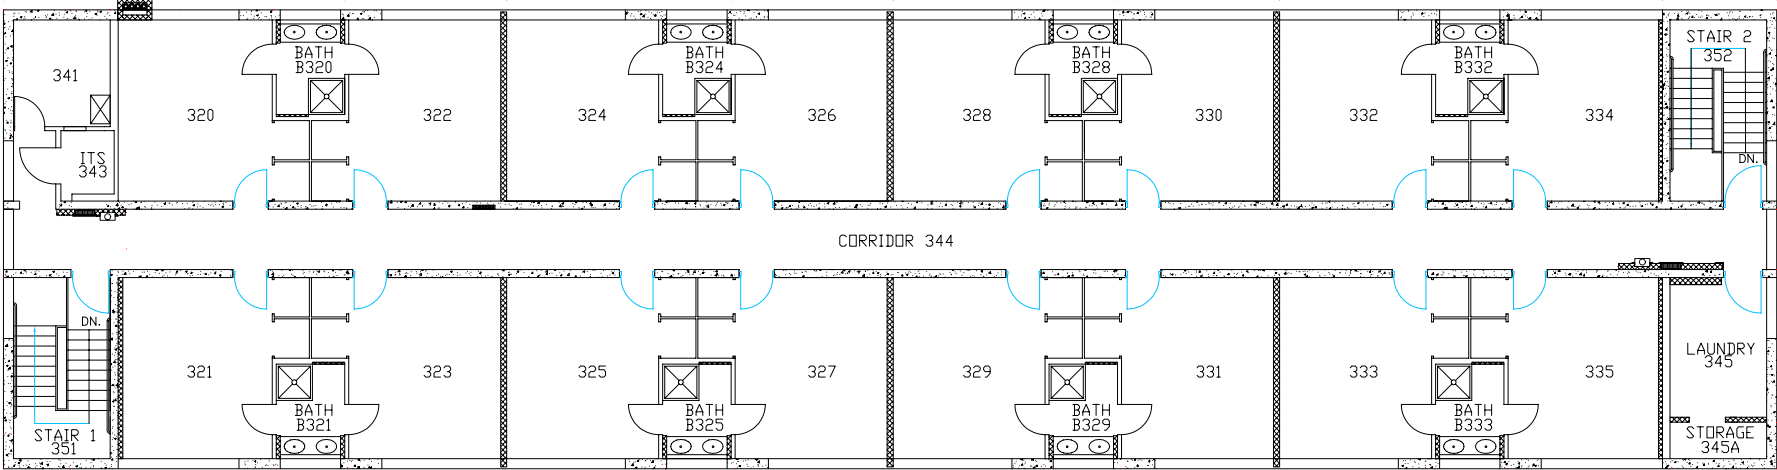 BATH
B320
BATH
B324
BATH
B328
BATH
B332
STAIR 2
352
341
320
322
324
326
328
330
332
334
ITS
343
DN.
CORRIDOR 344
DN.
321
323
325
327
329
331
333
335
LAUNDRY
345
STAIR 1
351
BATH
B321
BATH
B325
BATH
B329
BATH
B333
STORAGE
345A